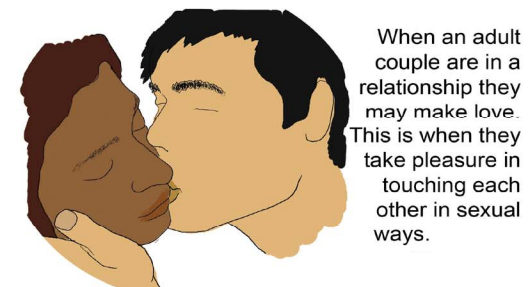 When an adult
couple are in a
relationship they
may make love.
This is when they
take pleasure in
touching each
other in sexual
ways.